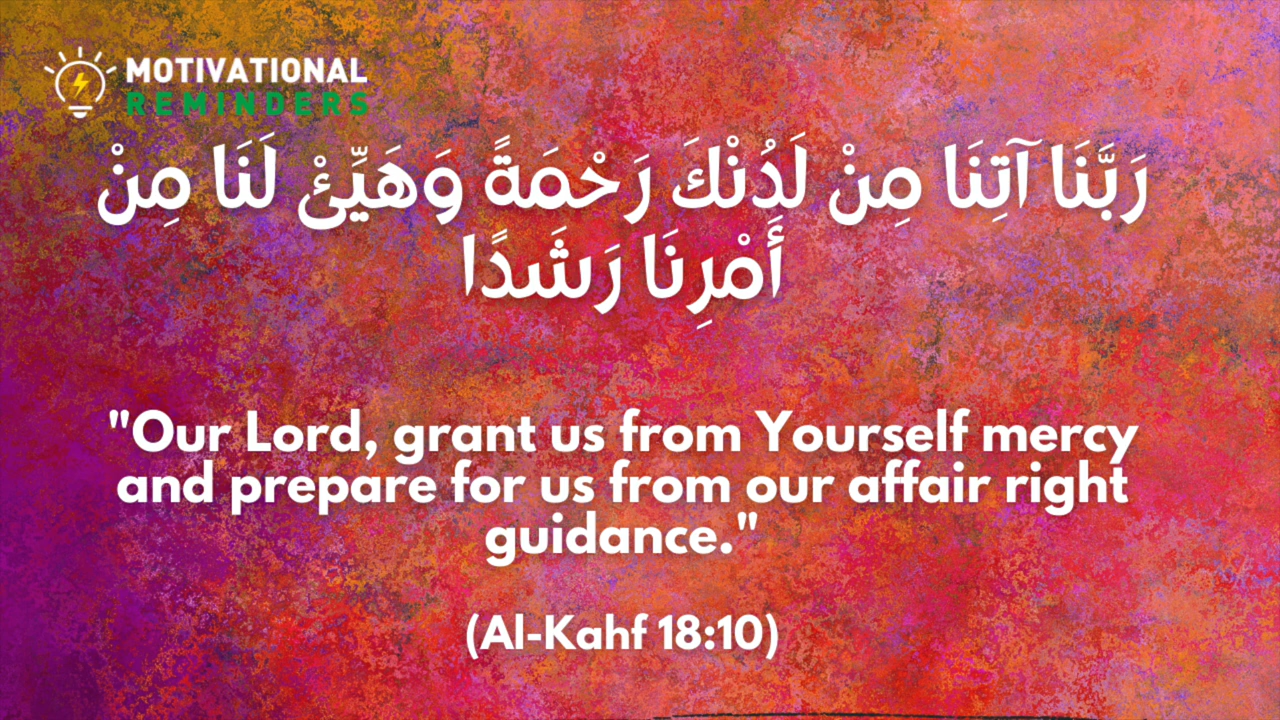 MOTIVATIONAL
REMINDERS
رَبَّنَا آتِنَا مِنْ لَدُنْكَ رَحْمَةً وَهَيِّئْ لَنَا مِنْ
أَمْرِنَا رَشَدًا
"Our Lord, grant us from Yourself mercy
and prepare for us from our affair right
guidance."
(Al-Kahf 18:10)